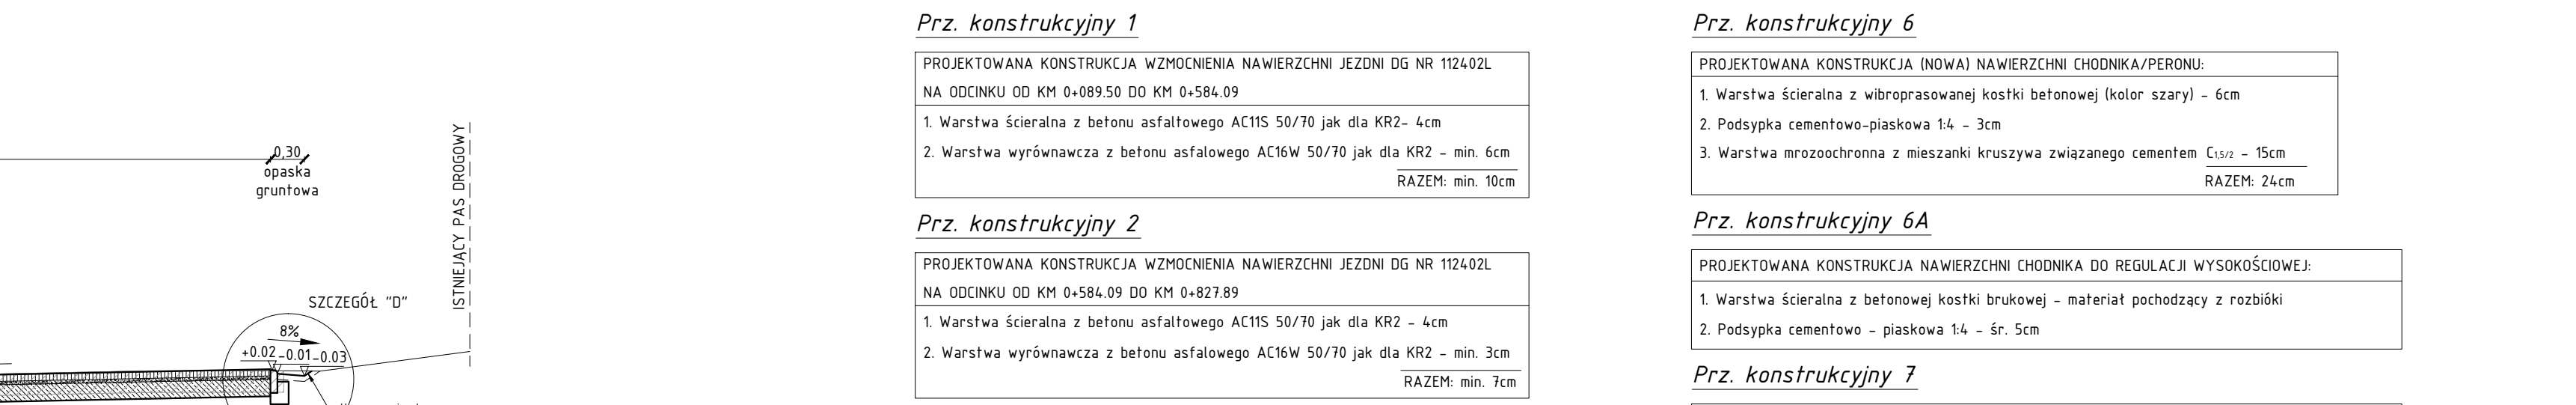 0,30
opaska
gruntowa
ISTNIEJĄCY PAS DROGOWY
SZCZEGÓŁ "D"
8%
+0.02 -0.01 -0.03
Prz. konstrukcyjny 1
PROJEKTOWANA KONSTRUKCJA WZMOCNIENIA NAWIERZCHNI JEZDNI DG NR 112402L
NA ODCINKU OD KM 0+089.50 DO KM 0+584.09
1. Warstwa ścieralna z betonu asfaltowego AC11S 50/70 jak dla KR2- 4cm
2. Warstwa wyrównawcza z betonu asfalowego AC16W 50/70 jak dla KR2 - min. 6cm
RAZEM: min. 10cm
Prz. konstrukcyjny 2
PROJEKTOWANA KONSTRUKCJA WZMOCNIENIA NAWIERZCHNI JEZDNI DG NR 112402L
NA ODCINKU OD KM 0+584.09 DO KM 0+827.89
1. Warstwa ścieralna z betonu asfaltowego AC11S 50/70 jak dla KR2 - 4cm
2. Warstwa wyrównawcza z betonu asfalowego AC16W 50/70 jak dla KR2 - min. 3cm
RAZEM: min. 7cm
Prz. konstrukcyjny 6
PROJEKTOWANA KONSTRUKCJA (NOWA) NAWIERZCHNI CHODNIKA/PERONU:
1. Warstwa ścieralna z wibroprasowanej kostki betonowej (kolor szary) - 6cm
2. Podsypka cementowo-piaskowa 1:4 - 3cm
3. Warstwa mrozoochronna z mieszanki kruszywa związanego cementem C1,5/2 - 15cm
RAZEM: 24cm
Prz. konstrukcyjny 6A
PROJEKTOWANA KONSTRUKCJA NAWIERZCHNI CHODNIKA DO REGULACJI WYSOKOŚCIOWEJ:
1. Warstwa ścieralna z betonowej kostki brukowej - materiał pochodzący z rozbióki
2. Podsypka cementowo - piaskowa 1:4 - śr. 5cm
Prz. konstrukcyjny 7